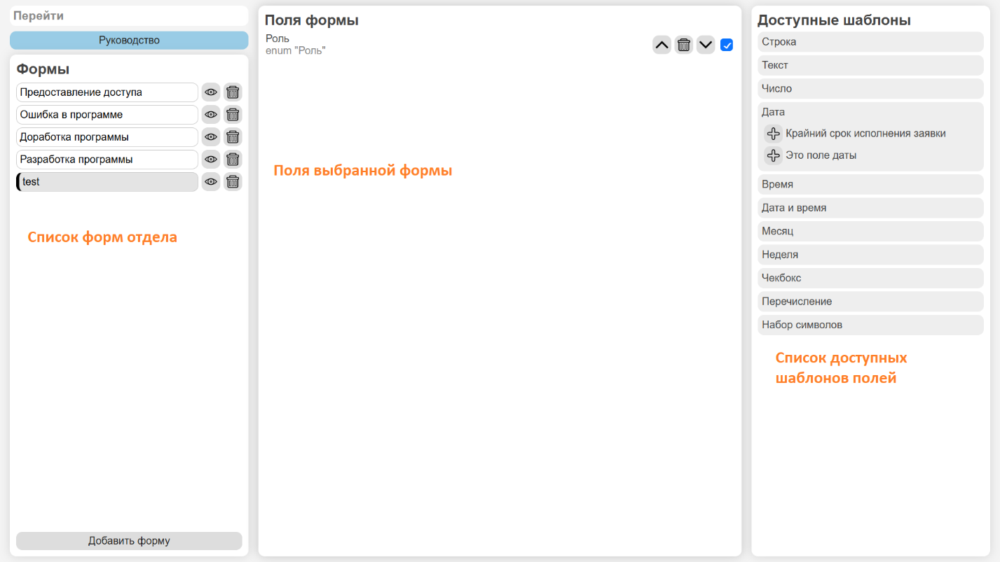 Перейти
Руководство
Формы
Предоставление доступа
Ошибка в программе
Доработка программы
Разработка программы
test
Список форм отдела
Добавить форму
Поля формы
Роль
enum "Роль"
Поля выбранной формы
Доступные шаблоны
Строка
Текст
Число
Дата
Крайний срок исполнения заявки
Это поле даты
Время
Дата и время
Месяц
Неделя
Чекбокс
Перечисление
Набор символов
Список доступных
шаблонов полей